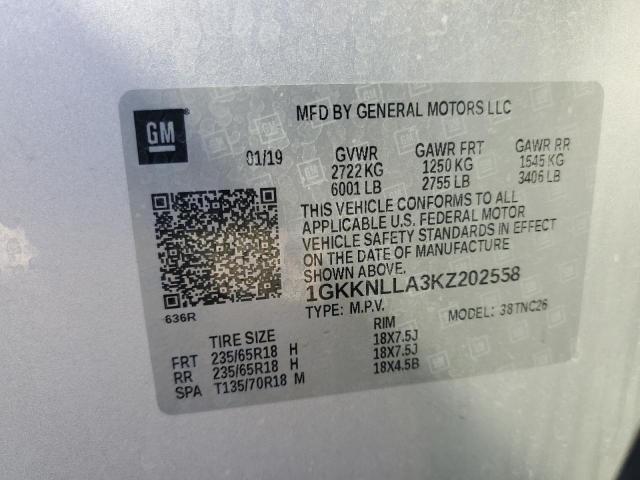 GM
®
MFD BY GENERAL MOTORS LLC
01/19 GVWR GAWR FRT GAWR RR
2722 KG 1250 KG 1545 KG
6001 LB 2755 LB 3406 LB
THIS VEHICLE CONFORMS TO ALL
APPLICABLE U.S. FEDERAL MOTOR
VEHICLE SAFETY STANDARDS IN EFFECT
ON THE DATE OF MANUFACTURE
SHOWN ABOVE.
1GKKNLLA3KZ202558
TYPE: M.P.V. MODEL: 38TNC26
636R
TIRE SIZE RIM
FRT 235/65R18 H 18X7.5J
RR 235/65R18 H 18X7.5J
SPA T135/70R18 M 18X4.5B